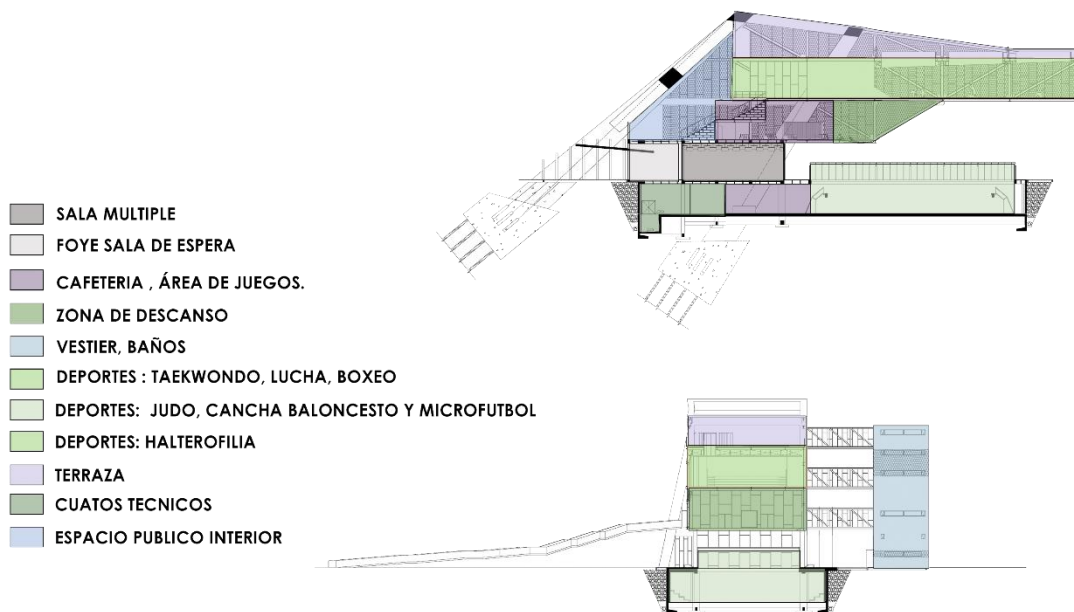 SALA MULTIPLE
FOYE SALA DE ESPERA
CAFETERIA , ÁREA DE JUEGOS.
ZONA DE DESCANSO
VESTIER, BAÑOS
DEPORTES : TAEKWONDO, LUCHA, BOXEO
DEPORTES: JUDO, CANCHA BALONCESTO Y MICROFUTBOL
DEPORTES: HALTEROFILIA
TERRAZA
CUATOS TECNICOS
ESPACIO PUBLICO INTERIOR